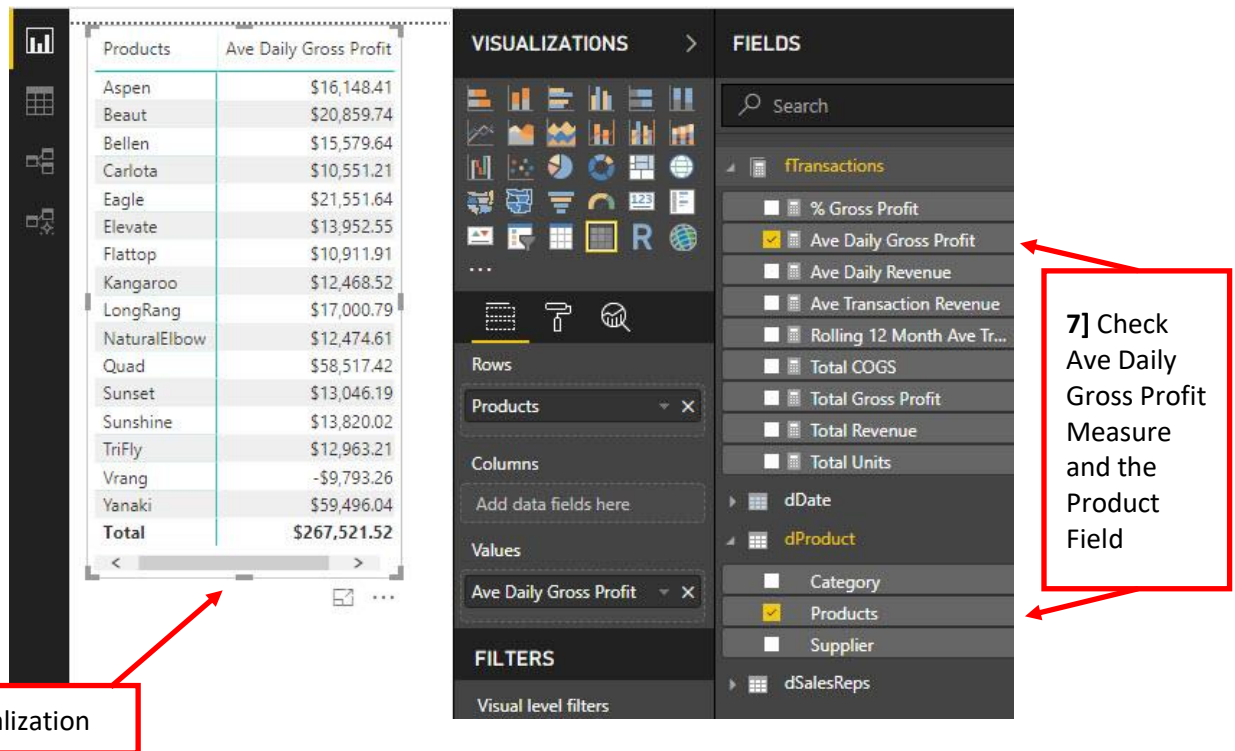 Products Ave Daily Gross Profit
Aspen $16,148.41
Beaut $20,859.74
Bellen $15,579.64
Carlota $10,551.21
Eagle $21,551.64
Elevate $13,952.55
Flattop $10,911.91
Kangaroo $12,468.52
LongRang $17,000.79
NaturalElbow $12,474.61
Quad $58,517.42
Sunset $13,046.19
Sunshine $13,820.02
TriFly $12,963.21
Vrang -$9,793.26
Yanaki $59,496.04
Total $267,521.52
VISUALIZATIONS >
123
R
...
Rows
Products
Columns
Add data fields here
Values
Ave Daily Gross Profit
FILTERS
Visual level filters
FIELDS
Search
fTransactions
% Gross Profit
Ave Daily Gross Profit
Ave Daily Revenue
Ave Transaction Revenue
Rolling 12 Month Ave Tr...
Total COGS
Total Gross Profit
Total Revenue
Total Units
dDate
dProduct
Category
Products
Supplier
dSalesReps
7] Check
Ave Daily
Gross Profit
Measure
and the
Product
Field
lization